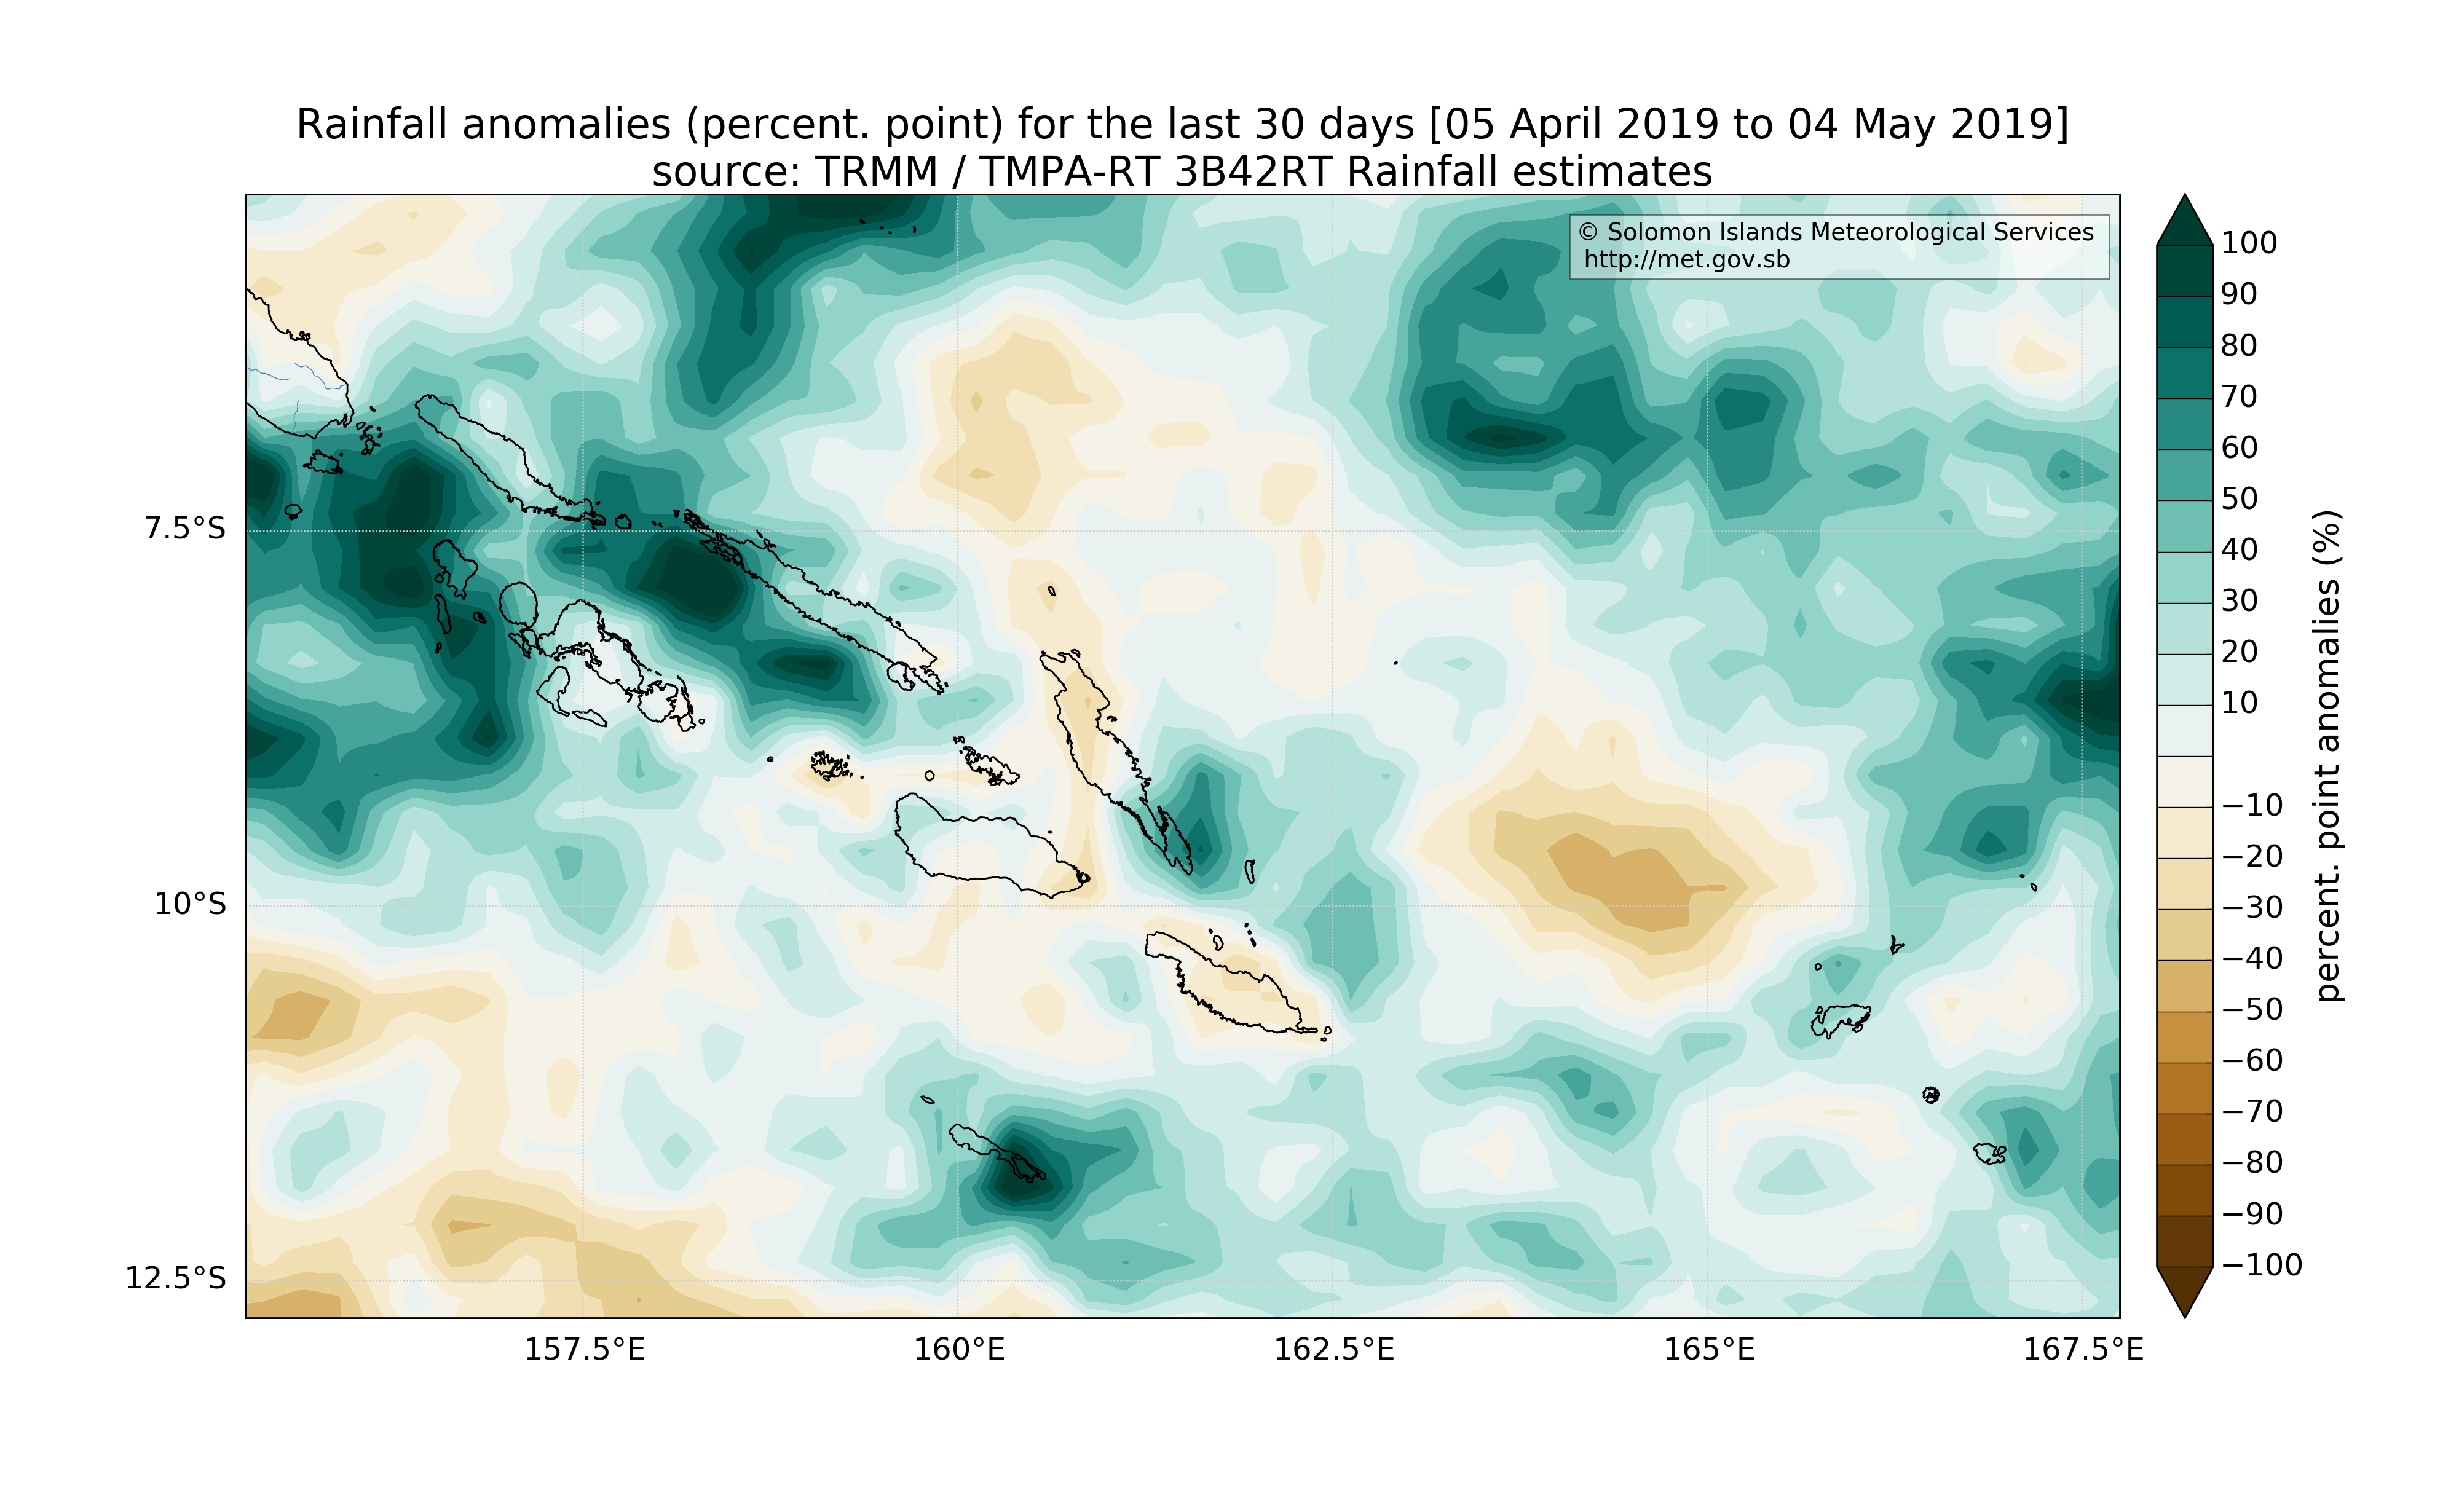 Rainfall anomalies (percent. point) for the last 30 days [05 April 2019 to 04 May 2019]
source: TRMM / TMPA-RT 3B42RT Rainfall estimates
© Solomon Islands Meteorological Services
http://met.gov.sb
7.5°S
10°S
12.5°S
157.5°E
160°E
162.5°E
165°E
167.5°E
100
90
80
70
60
50
40
30
20
10
−10
−20
−30
−40
−50
−60
−70
−80
−90
−100
percent. point anomalies (%)